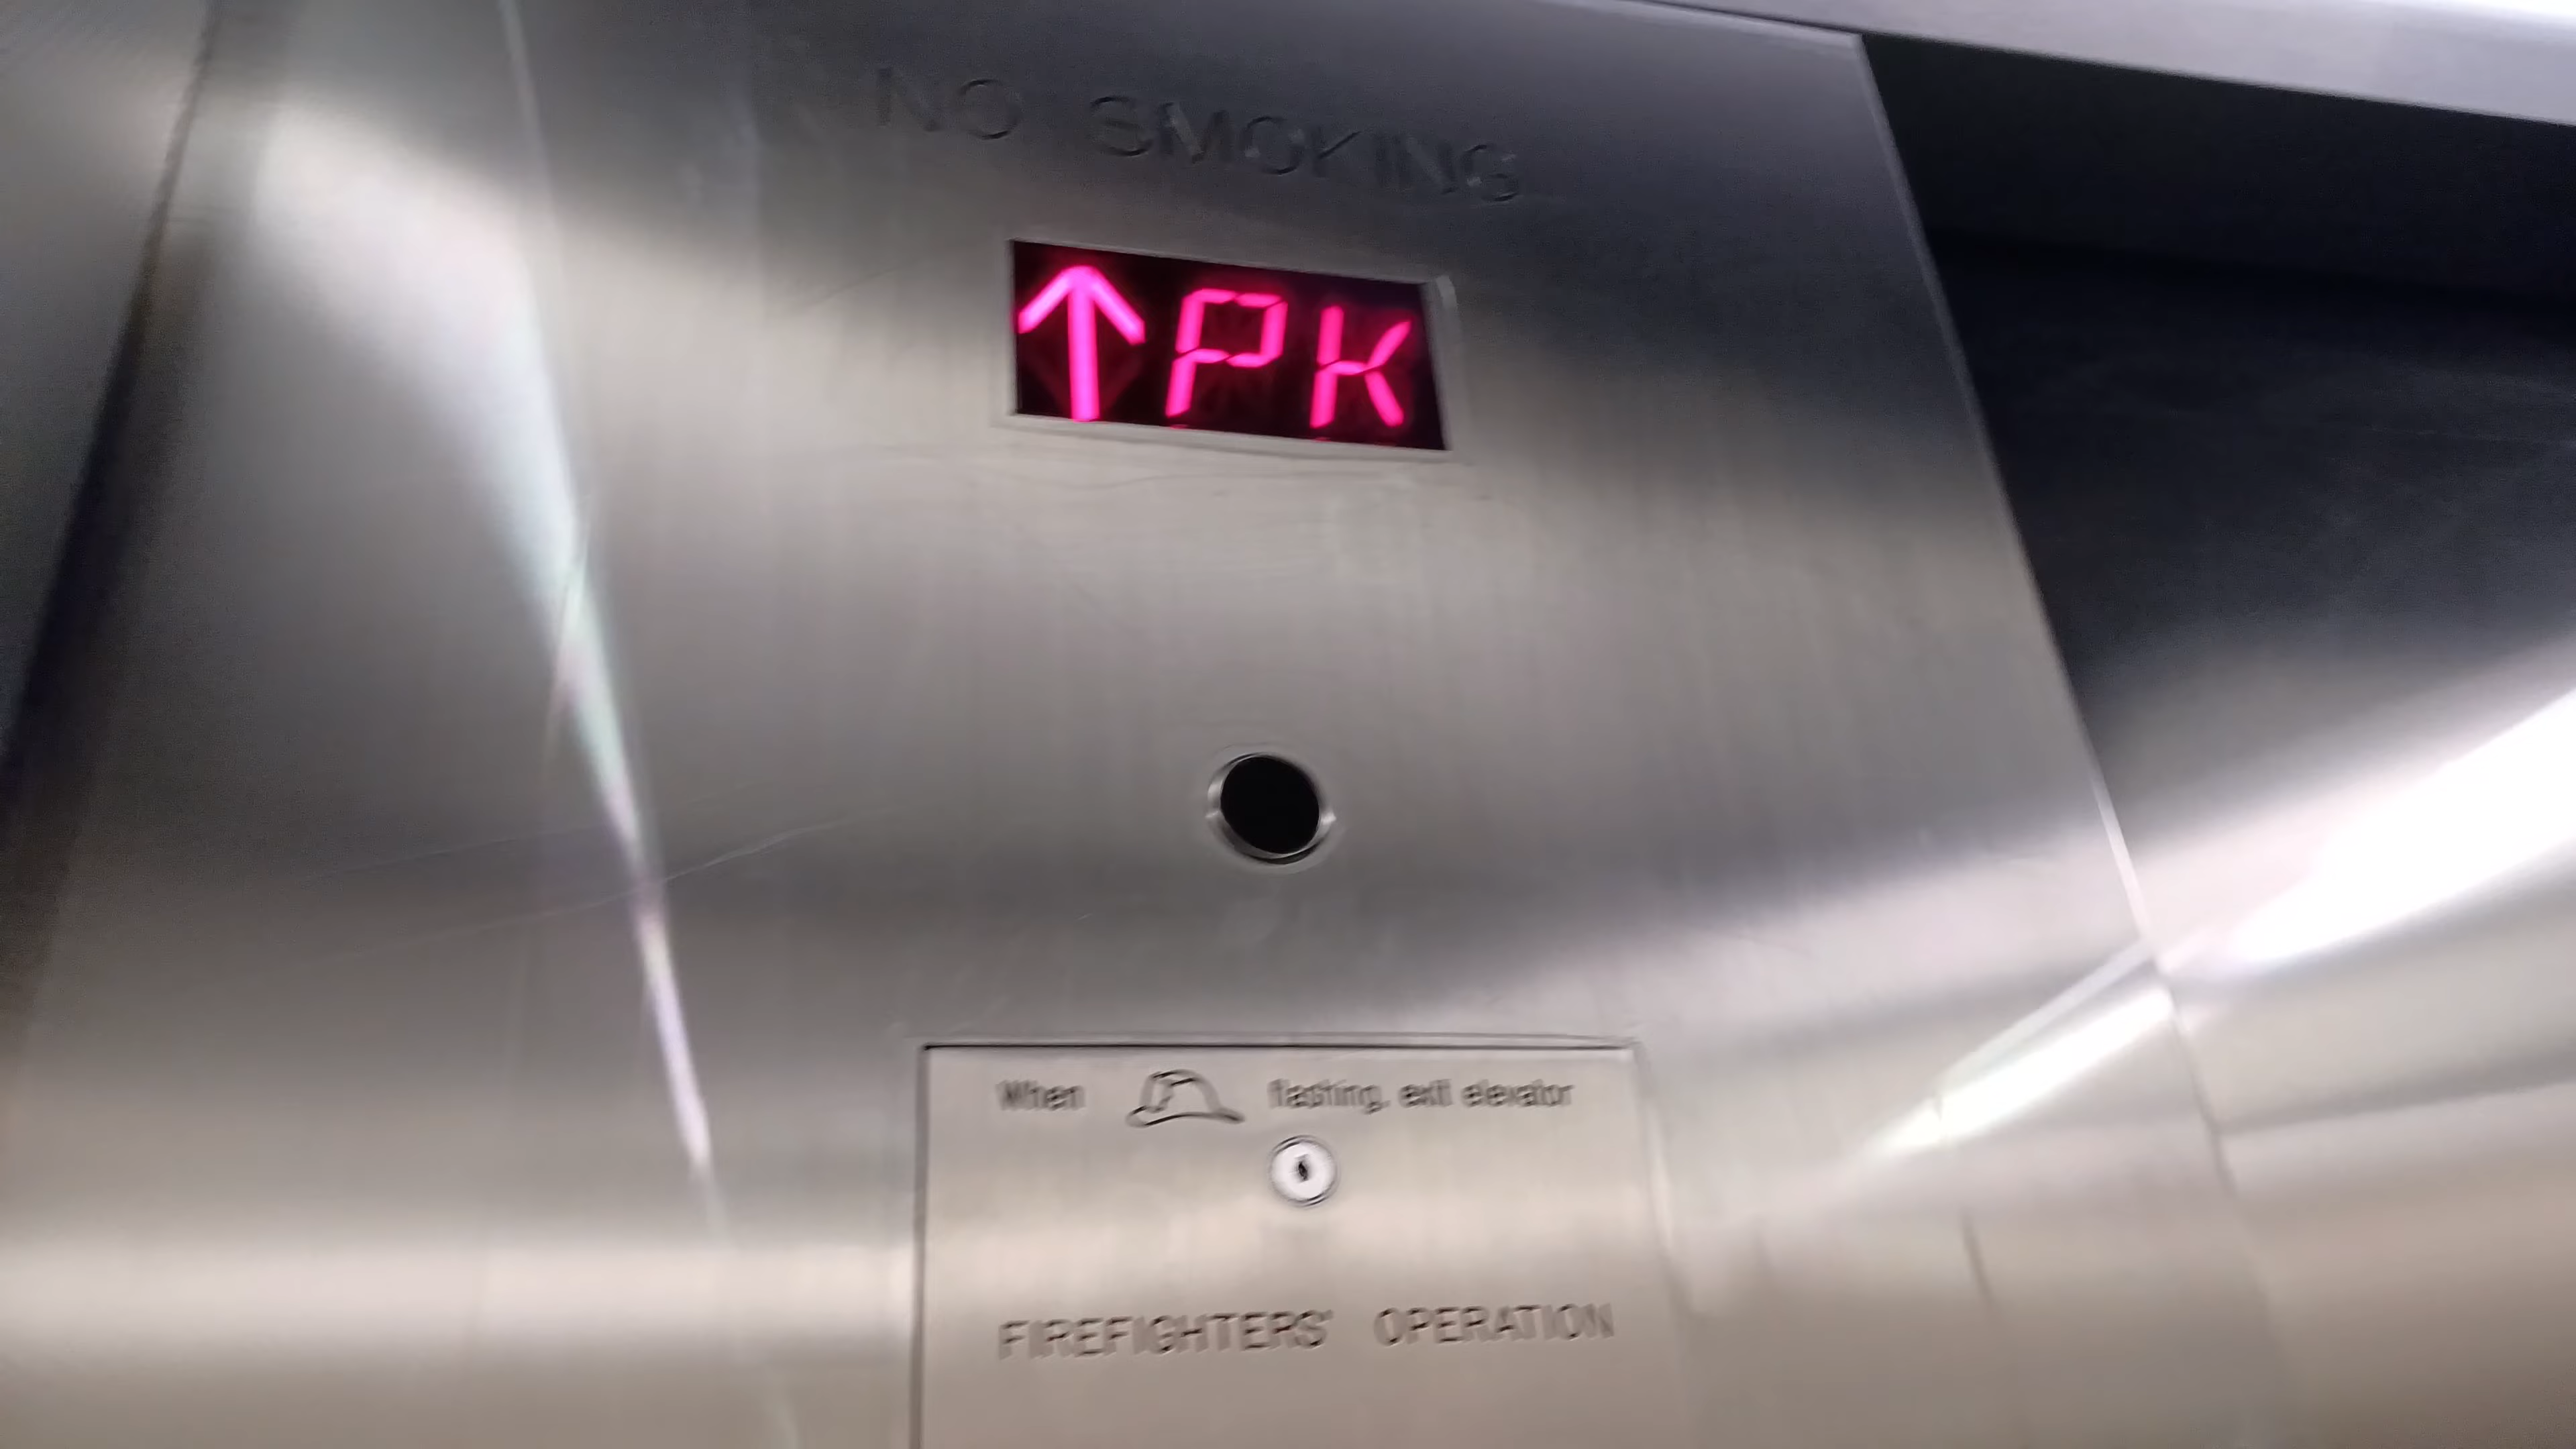 NO SMOKING
↑PK
When flashing, exit elevator
FIREFIGHTERS' OPERATION